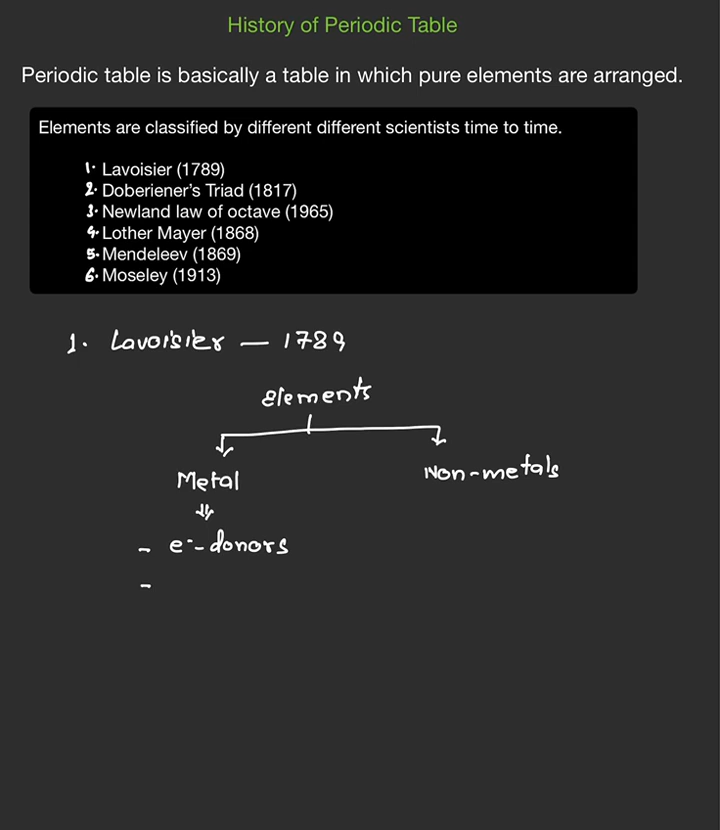 History of Periodic Table
Periodic table is basically a table in which pure elements are arranged.
Elements are classified by different different scientists time to time.
1. Lavoisier (1789)
2. Doberiener's Triad (1817)
3. Newland law of octave (1965)
4. Lother Mayer (1868)
5. Mendeleev (1869)
6. Moseley (1913)
1. Lavoisier — 1789
Elements
Metal
Non-metals
- e⁻- donors
-